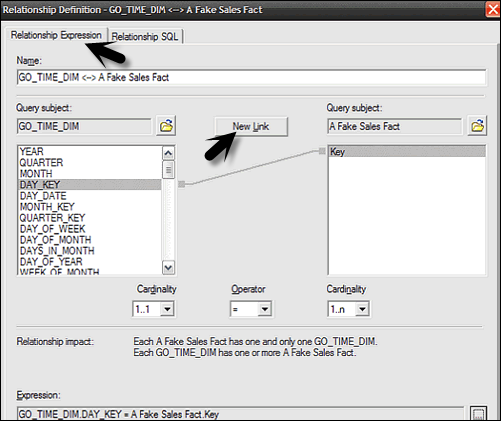 Relationship Definition - GO_TIME_DIM <--> A Fake Sales Fact
Relationship Expression Relationship SQL
Name:
GO_TIME_DIM <--> A Fake Sales Fact
Query subject: Query subject:
GO_TIME_DIM New Link A Fake Sales Fact
YEAR Key
QUARTER
MONTH
DAY_KEY
DAY_DATE
MONTH_KEY
QUARTER_KEY
DAY_OF_WEEK
DAY_OF_MONTH
DAYS_IN_MONTH
DAY_OF_YEAR
WEEK_OF_MONTH
Cardinality Operator Cardinality
1..1 = 1..n
Relationship impact: Each A Fake Sales Fact has one and only one GO_TIME_DIM.
Each GO_TIME_DIM has one or more A Fake Sales Fact.
Expression:
GO_TIME_DIM.DAY_KEY = A Fake Sales Fact.Key ...